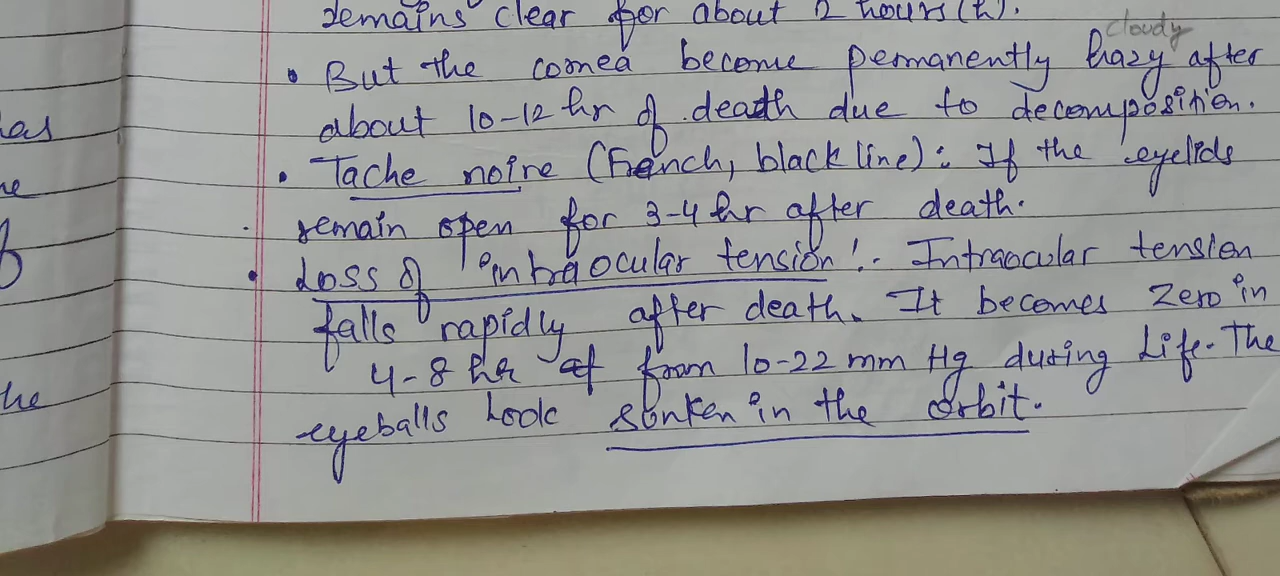 as
remains clear for about 2 hours (h).
cloudy
• But the cornea become permanently hazy after
about 10-12 hr of death due to decomposition.
• Tache noire (French, black line): If the eyelids
remain open for 3-4 hr after death.
• Loss of intraocular tension :- Intraocular tension
falls rapidly after death. It becomes Zero in
4-8 hr from 10-22 mm Hg during Life. The
he
eyeballs look sunken in the orbit.